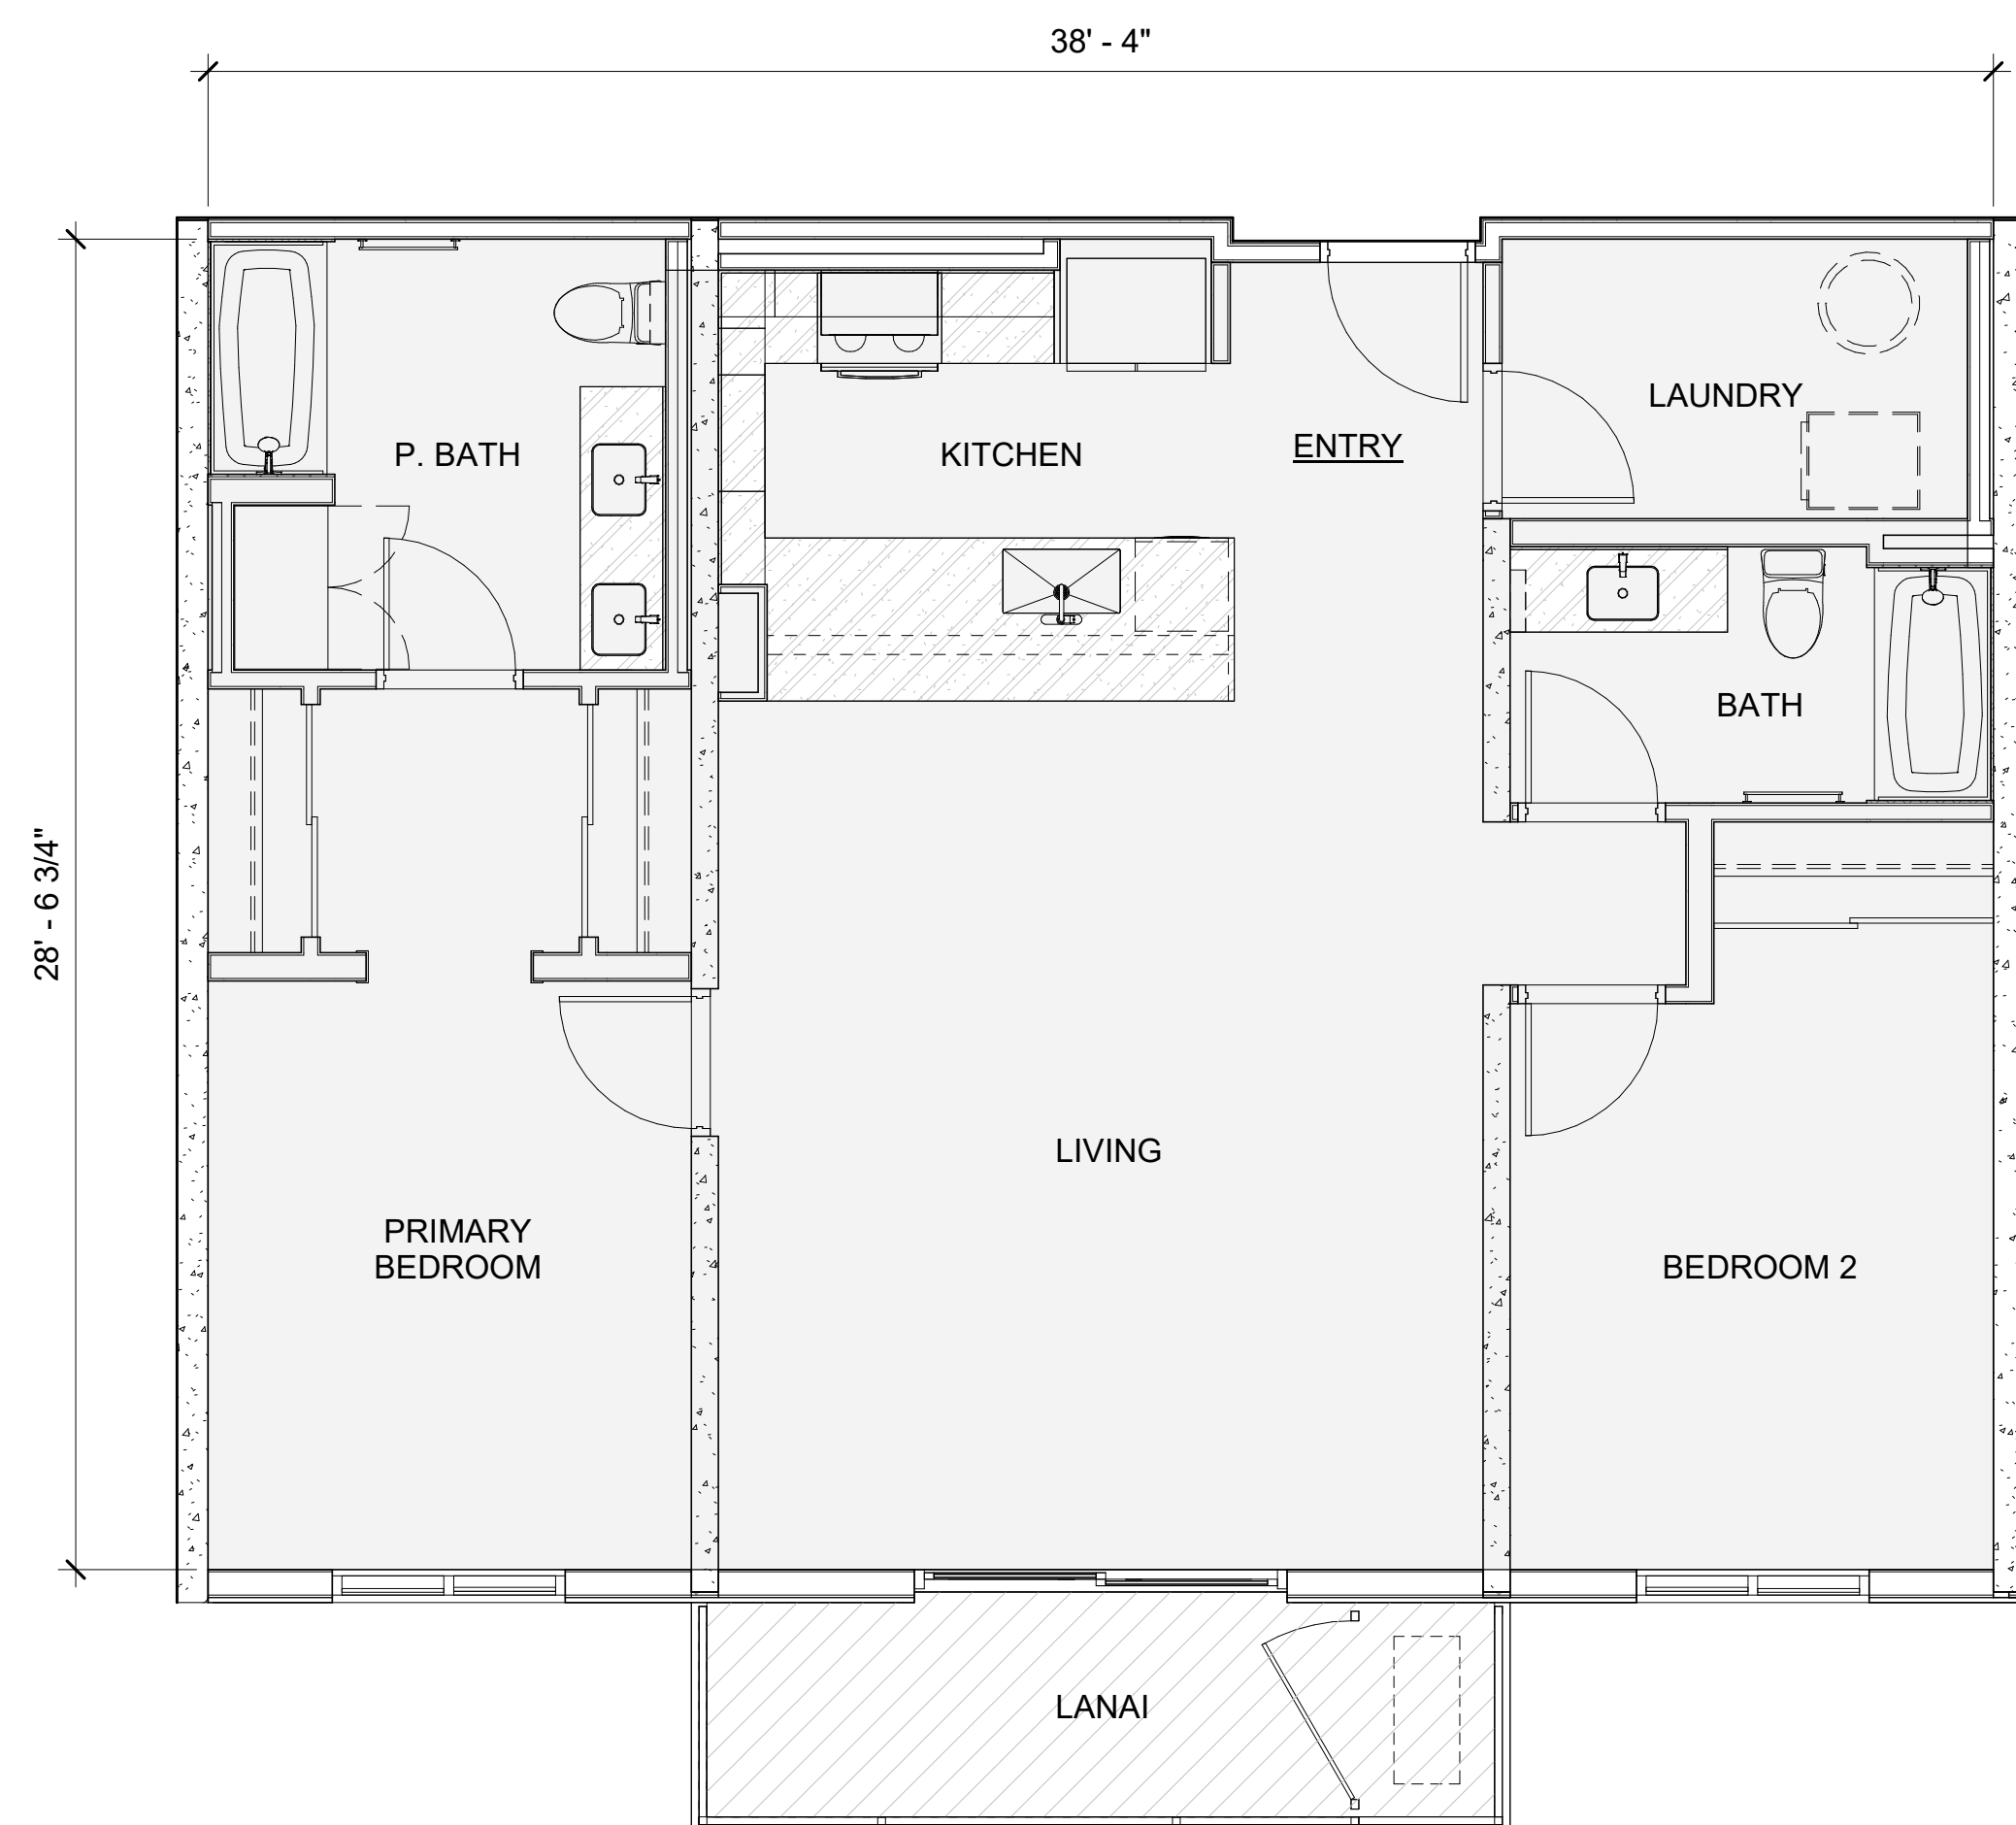 38' - 4"
28' - 6 3/4"
P. BATH
KITCHEN
ENTRY
LAUNDRY
BATH
LIVING
PRIMARY
BEDROOM
BEDROOM 2
LANAI